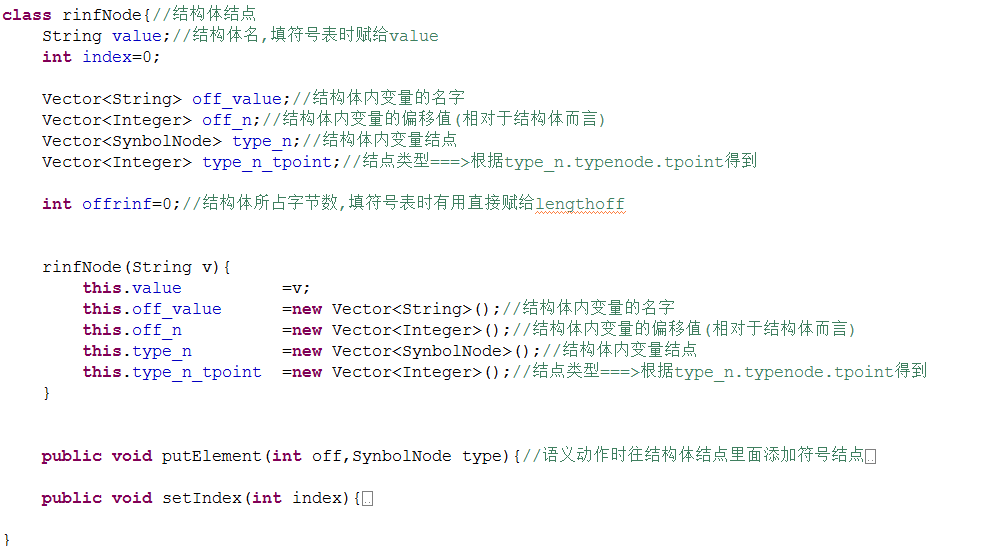 class rinfNode{//结构体结点
    String value;//结构体名,填符号表时赋给value
    int index=0;

    Vector<String> off_value;//结构体内变量的名字
    Vector<Integer> off_n;//结构体内变量的偏移值(相对于结构体而言)
    Vector<SynbolNode> type_n;//结构体内变量结点
    Vector<Integer> type_n_tpoint;//结点类型===>根据type_n.typenode.tpoint得到

    int offrinf=0;//结构体所占字节数,填符号表时有用直接赋给lengthoff


    rinfNode(String v){
        this.value          =v;
        this.off_value      =new Vector<String>();//结构体内变量的名字
        this.off_n          =new Vector<Integer>();//结构体内变量的偏移值(相对于结构体而言)
        this.type_n         =new Vector<SynbolNode>();//结构体内变量结点
        this.type_n_tpoint  =new Vector<Integer>();//结点类型===>根据type_n.typenode.tpoint得到
    }


    public void putElement(int off,SynbolNode type){//语义动作时往结构体结点里面添加符号结点

    public void setIndex(int index){

}